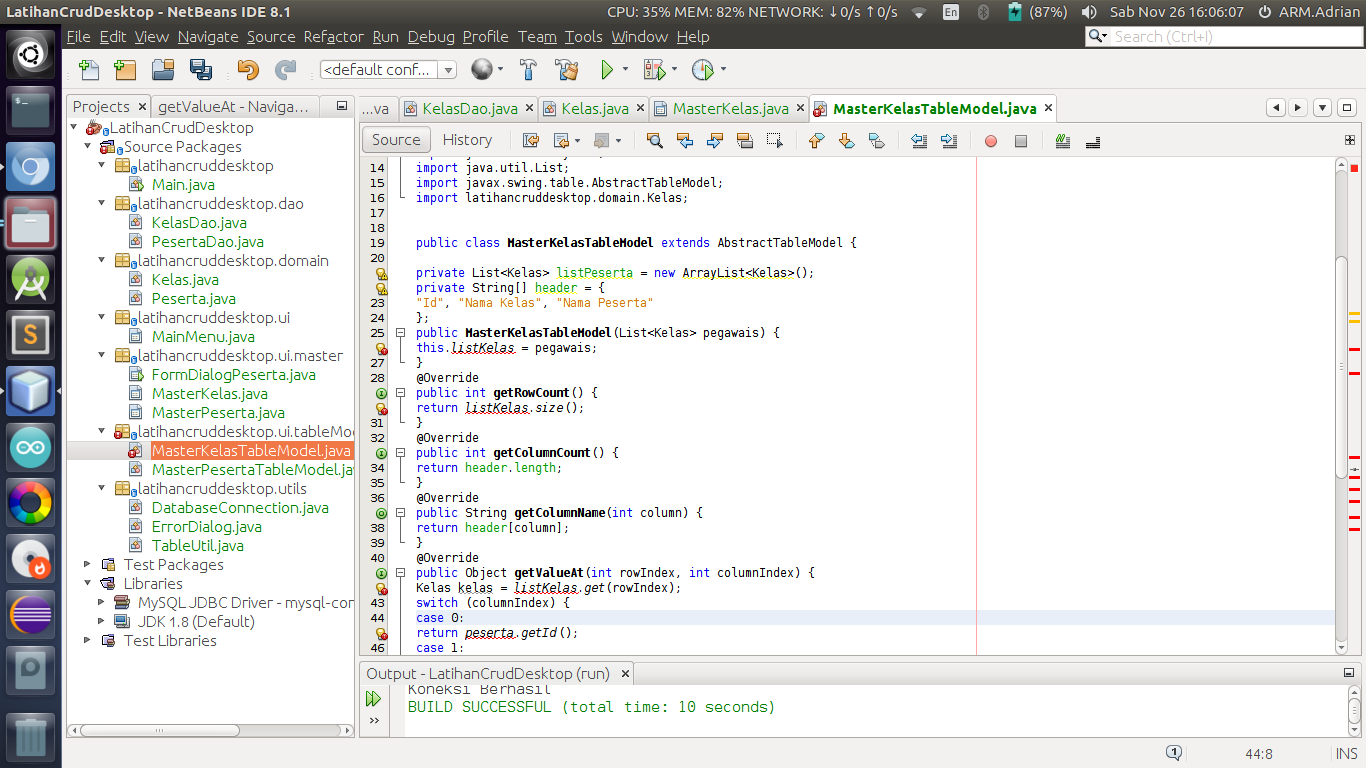 LatihanCrudDesktop - NetBeans IDE 8.1
CPU: 35% MEM: 82% NETWORK: ↓0/s ↑0/s
En
(87%)
Sab Nov 26 16:06:07
ARM.Adrian
File Edit View Navigate Source Refactor Run Debug Profile Team Tools Window Help
Search (Ctrl+I)
<default conf...
Projects
getValueAt - Naviga...
...va
KelasDao.java
Kelas.java
MasterKelas.java
MasterKelasTableModel.java
LatihanCrudDesktop
Source Packages
latihancruddesktop
Main.java
latihancruddesktop.dao
KelasDao.java
PesertaDao.java
latihancruddesktop.domain
Kelas.java
Peserta.java
latihancruddesktop.ui
MainMenu.java
latihancruddesktop.ui.master
FormDialogPeserta.java
MasterKelas.java
MasterPeserta.java
latihancruddesktop.ui.tableMo
MasterKelasTableModel.java
MasterPesertaTableModel.ja
latihancruddesktop.utils
DatabaseConnection.java
ErrorDialog.java
TableUtil.java
Test Packages
Libraries
MySQL JDBC Driver - mysql-cor
JDK 1.8 (Default)
Test Libraries
Source
History
14 import java.util.List;
15 import javax.swing.table.AbstractTableModel;
16 import latihancruddesktop.domain.Kelas;
17
18
19 public class MasterKelasTableModel extends AbstractTableModel {
20
private List<Kelas> listPeserta = new ArrayList<Kelas>();
private String[] header = {
23 "Id", "Nama Kelas", "Nama Peserta"
24 };
25 public MasterKelasTableModel(List<Kelas> pegawais) {
this.listKelas = pegawais;
27 }
28 @Override
public int getRowCount() {
return listKelas.size();
31 }
32 @Override
public int getColumnCount() {
34 return header.length;
35 }
36 @Override
public String getColumnName(int column) {
38 return header[column];
39 }
40 @Override
public Object getValueAt(int rowIndex, int columnIndex) {
Kelas kelas = listKelas.get(rowIndex);
43 switch (columnIndex) {
44 case 0:
return peserta.getId();
46 case 1:
Output - LatihanCrudDesktop (run)
Koneksi Berhasil
BUILD SUCCESSFUL (total time: 10 seconds)
1
44:8
INS